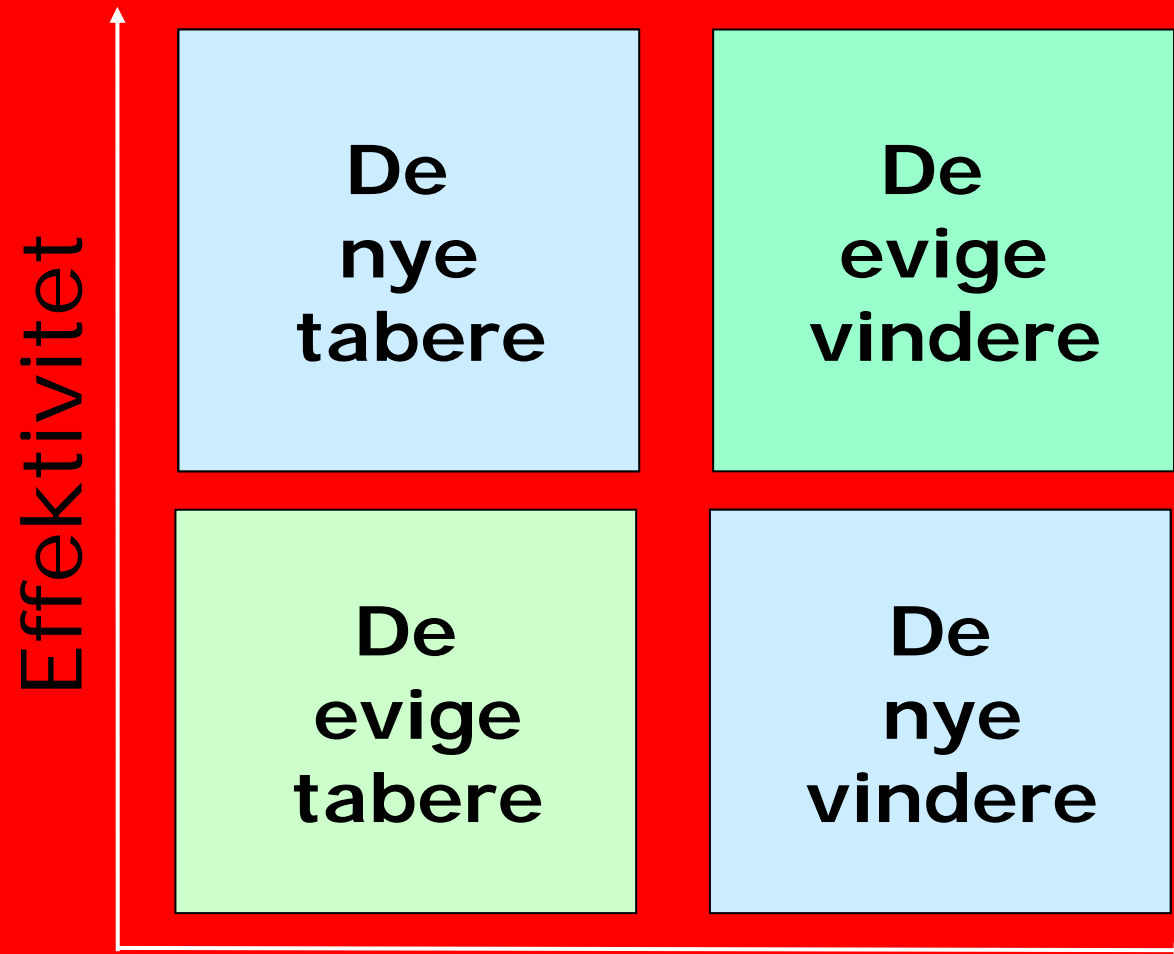 Effektivitet
De
nye
tabere
De
evige
vindere
De
evige
tabere
De
nye
vindere